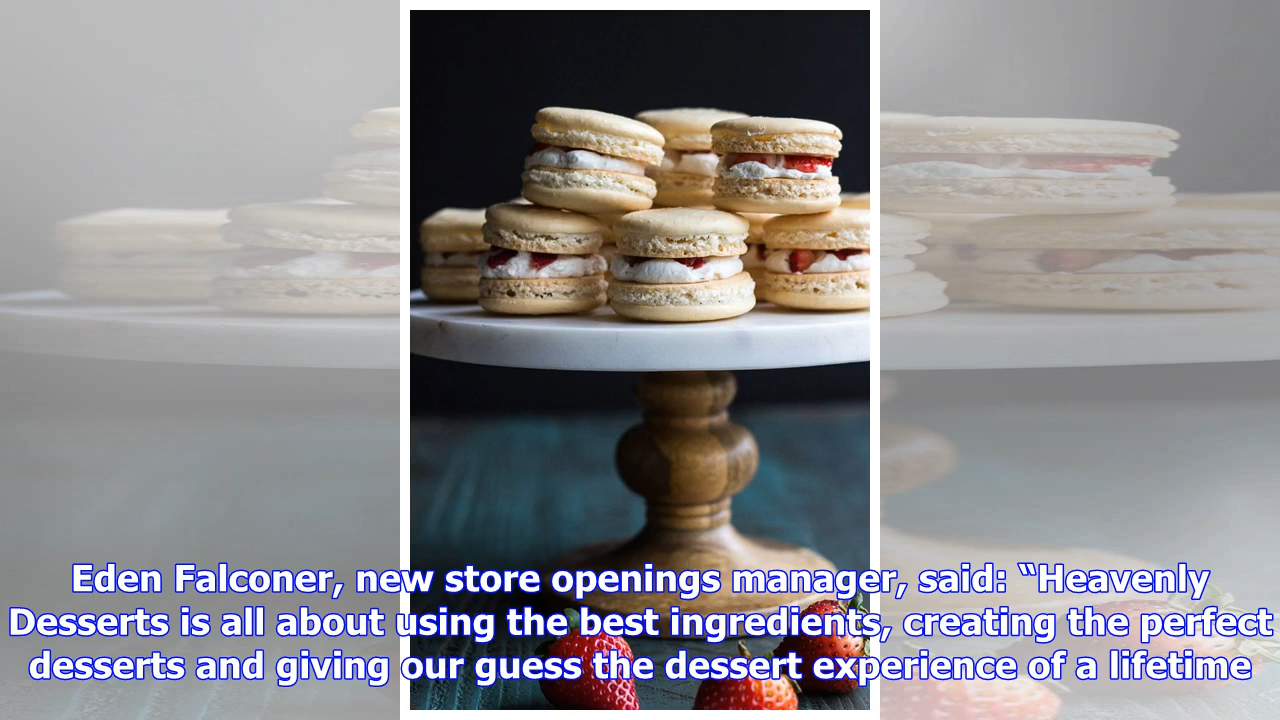 Eden Falconer, new store openings manager, said: “Heavenly
Desserts is all about using the best ingredients, creating the perfect
desserts and giving our guess the dessert experience of a lifetime